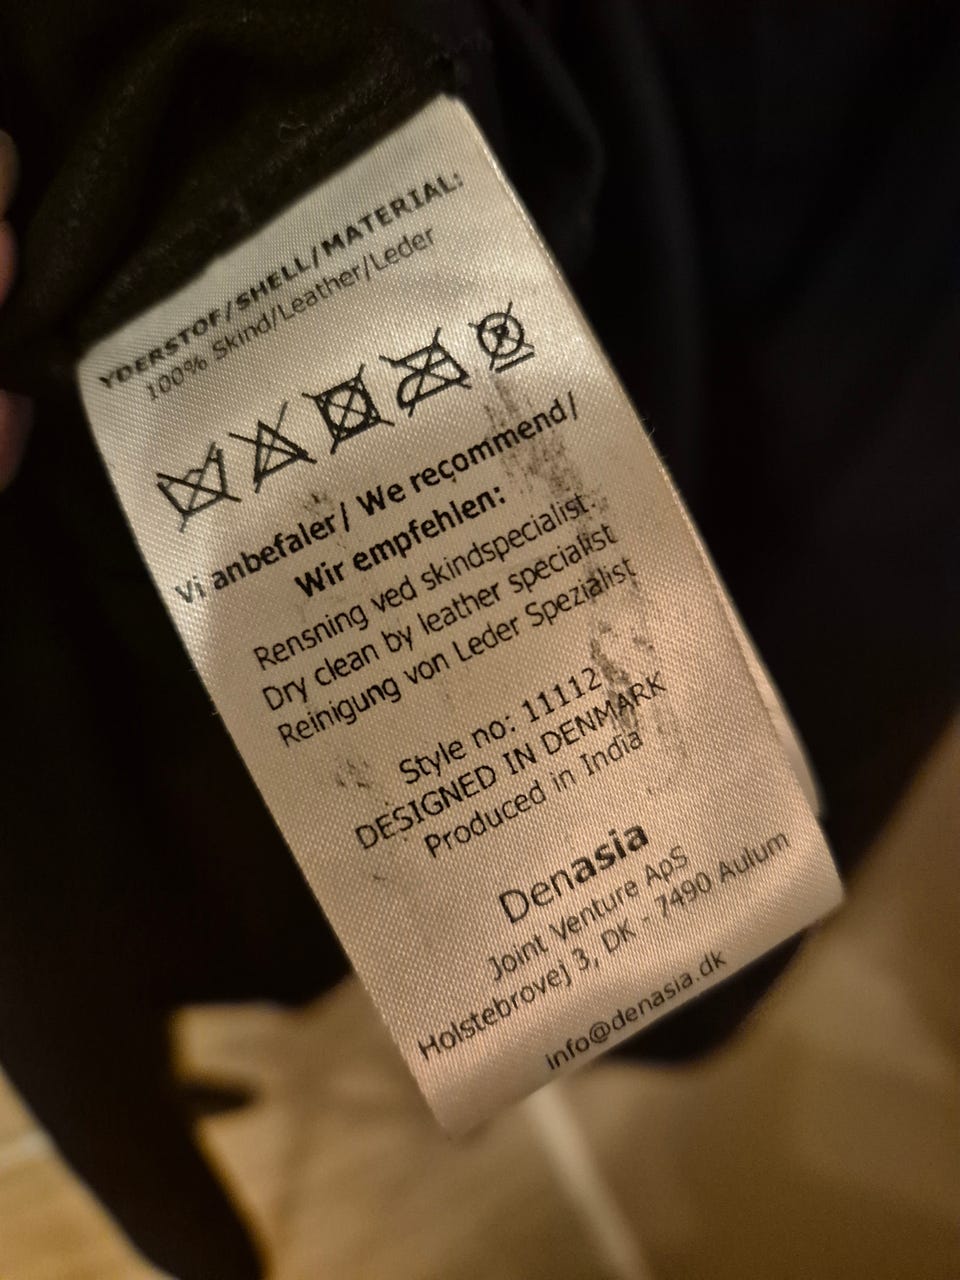 YDERSTOF/SHELL/MATERIAL:
100% Skind/Leather/Leder
Vi anbefaler/ We recommend/
Wir empfehlen:
Rensning ved skindspecialist
Dry clean by leather specialist
Reinigung von Leder Spezialist
Style no: 11112
DESIGNED IN DENMARK
Produced in India
Denasia
Joint Venture ApS
Holstebrovej 3, DK - 7490 Aulum
info@denasia.dk